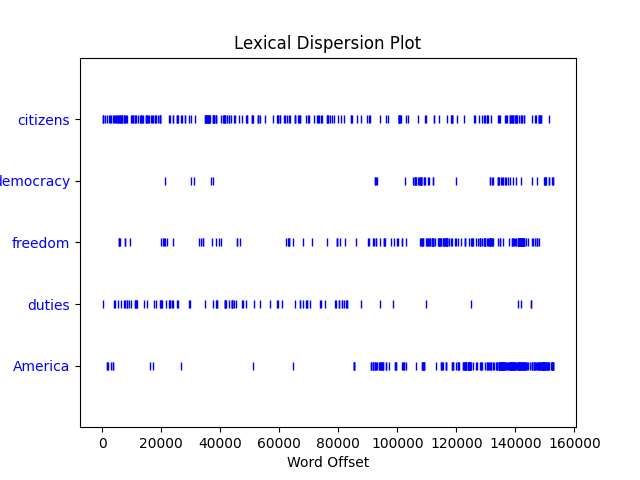 Lexical Dispersion Plot
citizens
democracy
freedom
duties
America
0 20000 40000 60000 80000 100000 120000 140000 160000
Word Offset